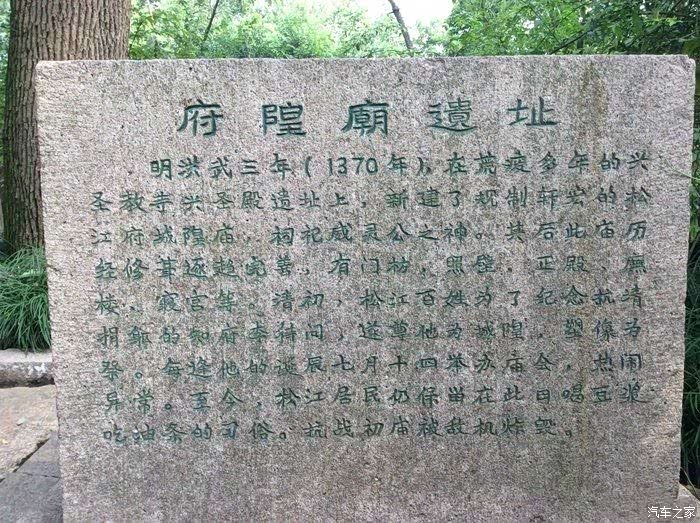 府隍廟遺址
明洪武三年(1370年),在荒疫多年的兴
圣教寺洪圣殿遗址上,新建了规制轩宏的松
江府城隍庙,祠祀威灵公之神。其后此庙历
经修葺逐趋完善,有门枋,照壁,正殿、庑
楼、寝宫等。清初,松江百姓为了纪念抗清
捐躯的知府李待问,遂尊他为城隍,塑像为
祭。每逢他的诞辰七月十四举办庙会,热闹
异常。至今,松江居民仍保留在此日喝豆浆
吃油条的习俗。抗战初庙被敌机炸毁。
汽车之家